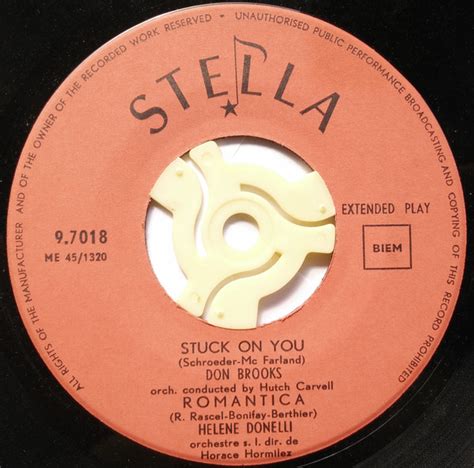 ALL RIGHTS OF THE MANUFACTURER AND OF THE OWNER OF THE RECORDED WORK RESERVED - UNAUTHORISED PUBLIC PERFORMANCE BROADCASTING AND COPYING OF THIS RECORD PROHIBITED
STELLA
9.7018
ME 45/1320
EXTENDED PLAY
BIEM
STUCK ON YOU
(Schroeder-Mc Farland)
DON BROOKS
orch. conducted by Hutch Carvell
ROMANTICA
(R. Rascel-Bonifay-Berthier)
HELENE DONELLI
orchestre s. l. dir. de
Horace Hormilez